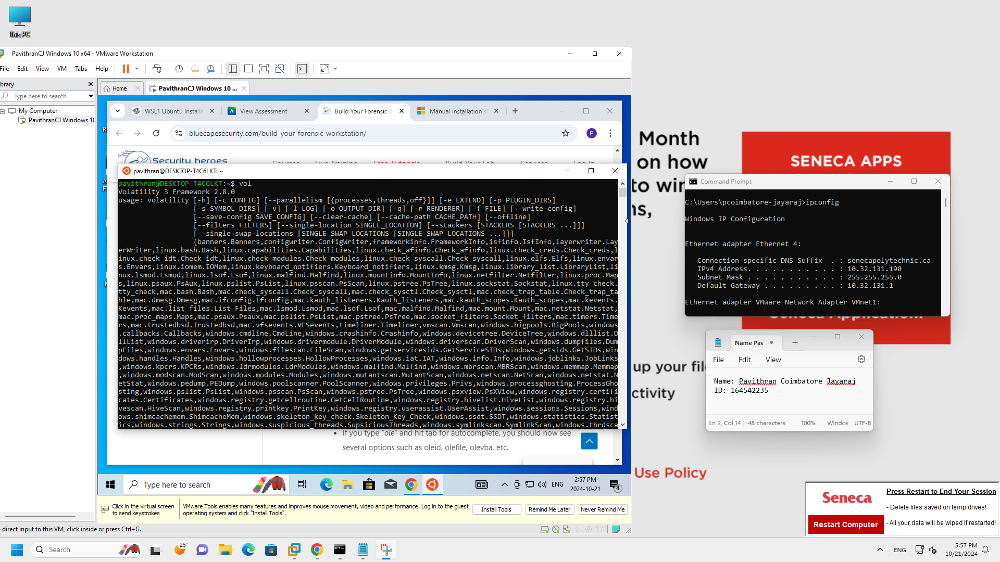 This PC
PavithranCJ Windows 10 x64 - VMware Workstation
File Edit View VM Tabs Help
brary
Type here to search
Home
PavithranCJ Windows 10 ...
My Computer
PavithranCJ Windows 10
WSL1 Ubuntu Installa
View Assessment
Build Your Forensic W
Manual installation s
bluecapesecurity.com/build-your-forensic-workstation/
P
Security heroes
Courses Live Training Free Tutorials Build Your Lab Services Log In
pavithran@DESKTOP-T4C6LKT: ~
pavithran@DESKTOP-T4C6LKT:~$ vol
Volatility 3 Framework 2.8.0
usage: volatility [-h] [-c CONFIG] [--parallelism [{processes,threads,off}]] [-e EXTEND] [-p PLUGIN_DIRS]
[-s SYMBOL_DIRS] [-v] [-l LOG] [-o OUTPUT_DIR] [-q] [-r RENDERER] [-f FILE] [--write-config]
[--save-config SAVE_CONFIG] [--clear-cache] [--cache-path CACHE_PATH] [--offline]
[--filters FILTERS] [--single-location SINGLE_LOCATION] [--stackers [STACKERS [STACKERS ...]]]
[--single-swap-locations [SINGLE_SWAP_LOCATIONS [SINGLE_SWAP_LOCATIONS ...]]]
{banners.Banners,configwriter.ConfigWriter,frameworkinfo.FrameworkInfo,isfinfo.IsfInfo,layerwriter.Lay
erWriter,linux.bash.Bash,linux.capabilities.Capabilities,linux.check_afinfo.Check_afinfo,linux.check_creds.Check_creds,l
inux.check_idt.Check_idt,linux.check_modules.Check_modules,linux.check_syscall.Check_syscall,linux.elfs.Elfs,linux.envar
s.Envars,linux.iomem.IOMem,linux.keyboard_notifiers.Keyboard_notifiers,linux.kmsg.Kmsg,linux.library_list.LibraryList,li
nux.lsmod.Lsmod,linux.lsof.Lsof,linux.malfind.Malfind,linux.mountinfo.MountInfo,linux.netfilter.Netfilter,linux.proc.Map
s,linux.psaux.PsAux,linux.pslist.PsList,linux.psscan.PsScan,linux.pstree.PsTree,linux.sockstat.Sockstat,linux.tty_check.
tty_check,mac.bash.Bash,mac.check_syscall.Check_syscall,mac.check_sysctl.Check_sysctl,mac.check_trap_table.Check_trap_ta
ble,mac.dmesg.Dmesg,mac.ifconfig.Ifconfig,mac.kauth_listeners.Kauth_listeners,mac.kauth_scopes.Kauth_scopes,mac.kevents.
Kevents,mac.list_files.List_Files,mac.lsmod.Lsmod,mac.lsof.Lsof,mac.malfind.Malfind,mac.mount.Mount,mac.netstat.Netstat,
mac.proc_maps.Maps,mac.psaux.Psaux,mac.pslist.PsList,mac.pstree.PsTree,mac.socket_filters.Socket_filters,mac.timers.Time
rs,mac.trustedbsd.Trustedbsd,mac.vfsevents.VFSevents,timeliner.Timeliner,vmscan.Vmscan,windows.bigpools.BigPools,windows
.callbacks.Callbacks,windows.cmdline.CmdLine,windows.crashinfo.Crashinfo,windows.devicetree.DeviceTree,windows.dlllist.D
llList,windows.driverirp.DriverIrp,windows.drivermodule.DriverModule,windows.driverscan.DriverScan,windows.dumpfiles.Dum
pFiles,windows.envars.Envars,windows.filescan.FileScan,windows.getservicesids.GetServiceSIDs,windows.getsids.GetSIDs,win
dows.handles.Handles,windows.hollowprocesses.HollowProcesses,windows.iat.IAT,windows.info.Info,windows.joblinks.JobLinks
,windows.kpcrs.KPCRs,windows.ldrmodules.LdrModules,windows.malfind.Malfind,windows.mbrscan.MBRScan,windows.memmap.Memmap
,windows.modscan.ModScan,windows.modules.Modules,windows.mutantscan.MutantScan,windows.netscan.NetScan,windows.netstat.N
etStat,windows.pedump.PEDump,windows.poolscanner.PoolScanner,windows.privileges.Privs,windows.processghosting.ProcessGho
sting,windows.pslist.PsList,windows.psscan.PsScan,windows.pstree.PsTree,windows.psxview.PsXView,windows.registry.certifi
cates.Certificates,windows.registry.getcellroutine.GetCellRoutine,windows.registry.hivelist.HiveList,windows.registry.hi
vescan.HiveScan,windows.registry.printkey.PrintKey,windows.registry.userassist.UserAssist,windows.sessions.Sessions,wind
ows.shimcachemem.ShimcacheMem,windows.skeleton_key_check.Skeleton_Key_Check,windows.ssdt.SSDT,windows.statistics.Statist
ics,windows.strings.Strings,windows.suspicious_threads.SupsiciousThreads,windows.symlinkscan.SymlinkScan,windows.thrdsca
If you type "ole" and hit tab for autocomplete, you should now see
several options such as oleid, olefile, olevba, etc.
Type here to search
ENG
2:57 PM
2024-10-21
4
Click in the virtual screen
to send keystrokes
VMware Tools enables many features and improves mouse movement, video and performance. Log in to the guest
operating system and click "Install Tools".
Install Tools
Remind Me Later
Never Remind Me
direct input to this VM, click inside or press Ctrl+G.
Month
on how
to wi
ns,
SENECA APPS
Command Prompt
C:\Users\pcoimbatore-jayaraj>ipconfig
Windows IP Configuration
Ethernet adapter Ethernet 4:
Connection-specific DNS Suffix . : senecapolytechnic.ca
IPv4 Address. . . . . . . . . . . : 10.32.131.190
Subnet Mask . . . . . . . . . . . : 255.255.255.0
Default Gateway . . . . . . . . . : 10.32.131.1
Ethernet adapter VMware Network Adapter VMnet1:
Seneca Application.
Name Pav
File Edit View
Name: Pavithran Coimbatore Jayaraj
ID: 164542235
Ln 2, Col 14 48 characters 100% Window UTF-8
up your file
ctivity
Use Policy
Seneca
Restart Computer
Press Restart to End Your Session
- Delete files saved on temp drives!
- All your data will be wiped if restarted!
Search
25°
ENG
5:57 PM
10/21/2024